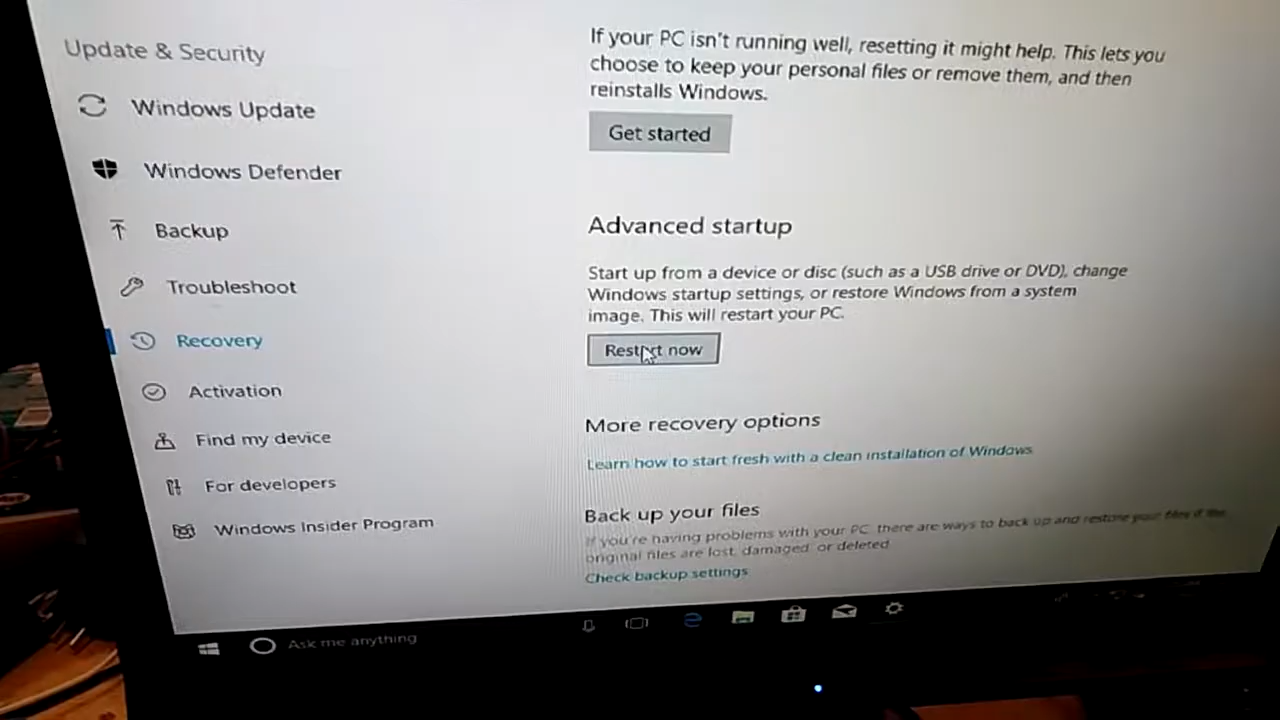 Update & Security
Windows Update
Windows Defender
Backup
Troubleshoot
Recovery
Activation
Find my device
For developers
Windows Insider Program
If your PC isn't running well, resetting it might help. This lets you
choose to keep your personal files or remove them, and then
reinstalls Windows.
Get started
Advanced startup
Start up from a device or disc (such as a USB drive or DVD), change
Windows startup settings, or restore Windows from a system
image. This will restart your PC.
Restart now
More recovery options
Learn how to start fresh with a clean installation of Windows
Back up your files
If you're having problems with your PC, there are ways to back up and restore your files if the
original files are lost, damaged, or deleted.
Check backup settings
Ask me anything